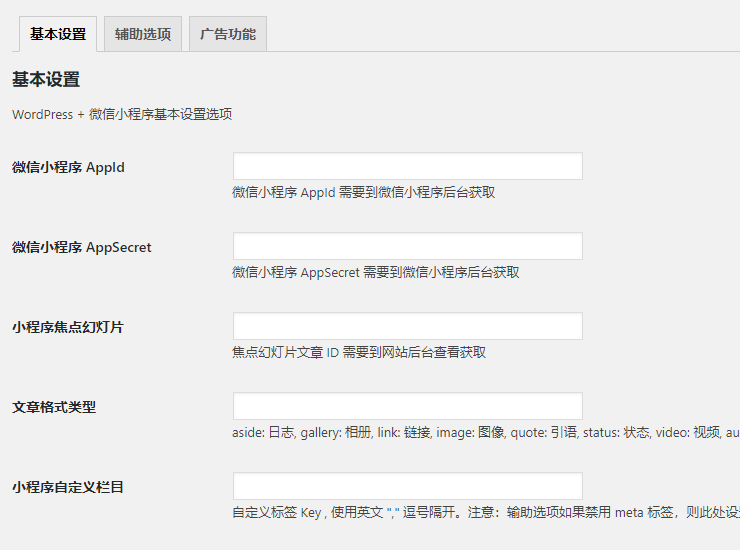 基本设置 辅助选项 广告功能
基本设置
WordPress + 微信小程序基本设置选项
微信小程序 AppId
微信小程序 AppId 需要到微信小程序后台获取
微信小程序 AppSecret
微信小程序 AppSecret 需要到微信小程序后台获取
小程序焦点幻灯片
焦点幻灯片文章 ID 需要到网站后台查看获取
文章格式类型
aside: 日志, gallery: 相册, link: 链接, image: 图像, quote: 引语, status: 状态, video: 视频, au
小程序自定义栏目
自定义标签 Key , 使用英文 "," 逗号隔开。注意：输助选项如果禁用 meta 标签，则此处设